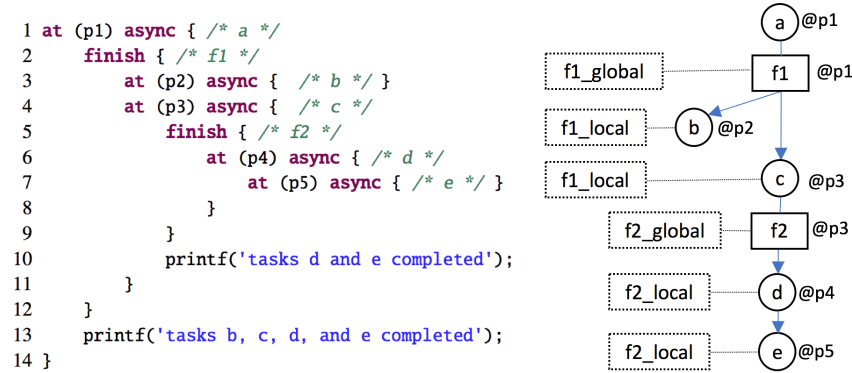 1 at (p1) async { /* a */
2 finish { /* f1 */
3 at (p2) async { /* b */ }
4 at (p3) async { /* c */
5 finish { /* f2 */
6 at (p4) async { /* d */
7 at (p5) async { /* e */ }
8 }
9 }
10 printf('tasks d and e completed');
11 }
12 }
13 printf('tasks b, c, d, and e completed');
14 }
a @p1
f1_global f1 @p1
f1_local b @p2
f1_local c @p3
f2_global f2 @p3
f2_local d @p4
f2_local e @p5